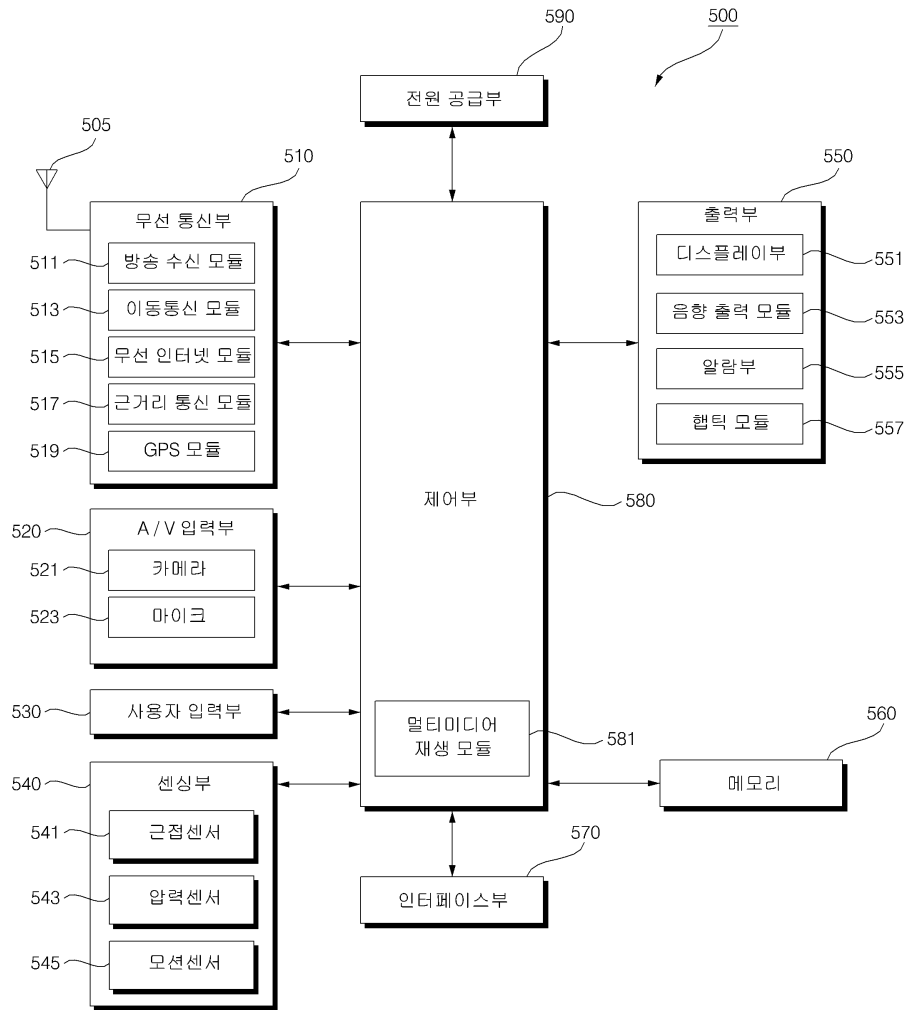 590
500
전원 공급부
505
510
550
무선 통신부
출력부
511
방송 수신 모듈
디스플레이부
551
513
이동통신 모듈
음향 출력 모듈
553
515
무선 인터넷 모듈
알람부
555
517
근거리 통신 모듈
햅틱 모듈
557
519
GPS 모듈
제어부
580
520
A / V 입력부
521
카메라
523
마이크
530
사용자 입력부
멀티미디어
재생 모듈
581
560
540
센싱부
메모리
541
근접센서
570
543
압력센서
인터페이스부
545
모션센서